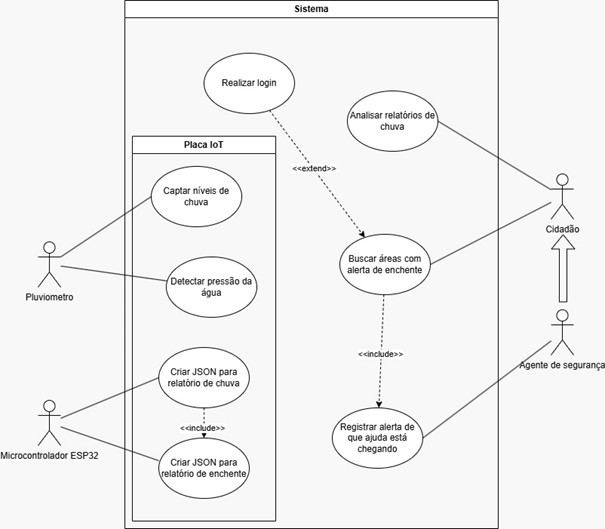 Sistema
Realizar login
Analisar relatórios de
chuva
Placa IoT
<<extend>>
Captar níveis de
chuva
Cidadão
Buscar áreas com
alerta de enchente
Detectar pressão da
água
Pluviometro
<<include>>
Agente de segurança
Criar JSON para
relatório de chuva
<<include>>
Registrar alerta de
que ajuda está
chegando
Microcontrolador ESP32
Criar JSON para
relatório de enchente